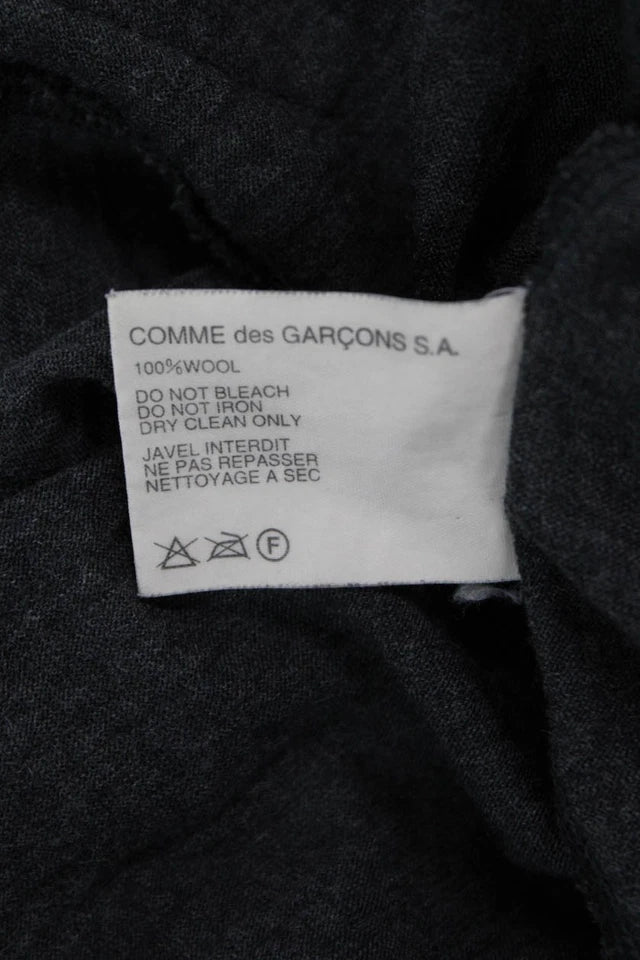 COMME des GARÇONS S.A.
100%WOOL
DO NOT BLEACH
DO NOT IRON
DRY CLEAN ONLY
JAVEL INTERDIT
NE PAS REPASSER
NETTOYAGE A SEC
F